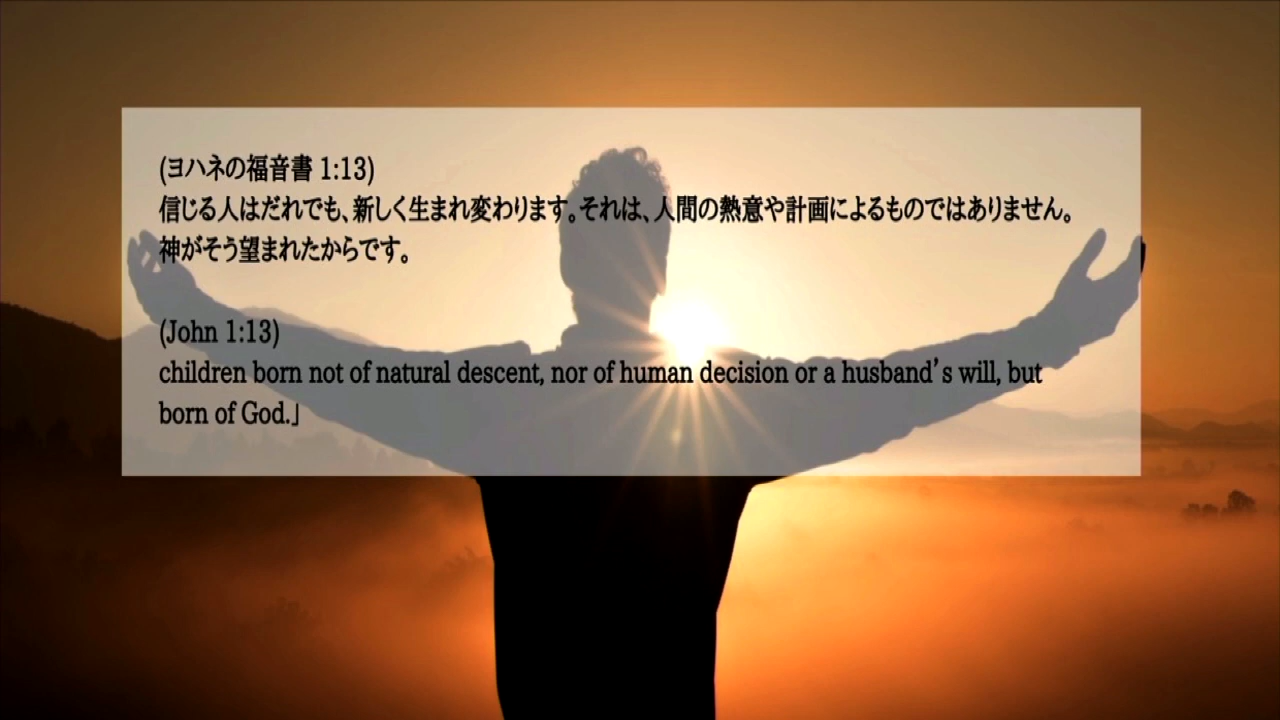 (ヨハネの福音書 1:13)
信じる人はだれでも、新しく生まれ変わります。それは、人間の熱意や計画によるものではありません。
神がそう望まれたからです。
(John 1:13)
children born not of natural descent, nor of human decision or a husband’s will, but
born of God.」